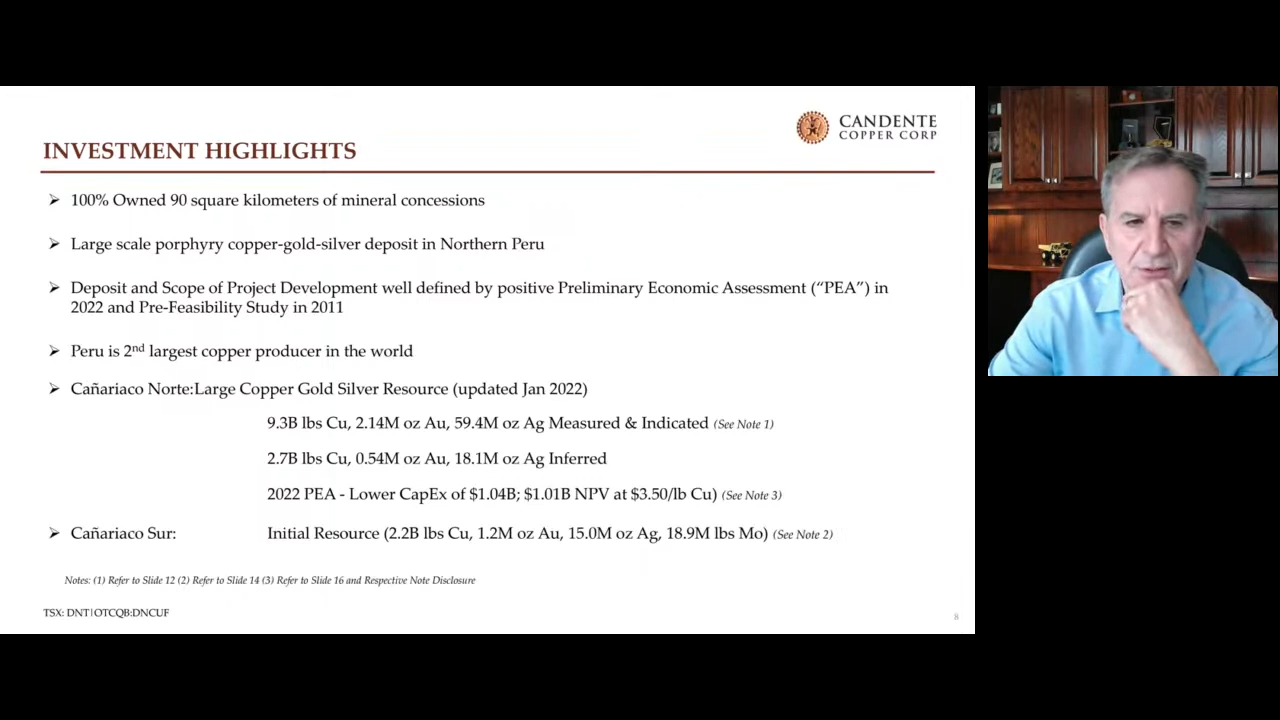 CANDENTE
COPPER CORP
INVESTMENT HIGHLIGHTS
➢ 100% Owned 90 square kilometers of mineral concessions
➢ Large scale porphyry copper-gold-silver deposit in Northern Peru
➢ Deposit and Scope of Project Development well defined by positive Preliminary Economic Assessment (“PEA”) in
2022 and Pre-Feasibility Study in 2011
➢ Peru is 2nd largest copper producer in the world
➢ Cañariaco Norte:Large Copper Gold Silver Resource (updated Jan 2022)
9.3B lbs Cu, 2.14M oz Au, 59.4M oz Ag Measured & Indicated (See Note 1)
2.7B lbs Cu, 0.54M oz Au, 18.1M oz Ag Inferred
2022 PEA - Lower CapEx of $1.04B; $1.01B NPV at $3.50/lb Cu) (See Note 3)
➢ Cañariaco Sur: Initial Resource (2.2B lbs Cu, 1.2M oz Au, 15.0M oz Ag, 18.9M lbs Mo) (See Note 2)
Notes: (1) Refer to Slide 12 (2) Refer to Slide 14 (3) Refer to Slide 16 and Respective Note Disclosure
TSX: DNT|OTCQB:DNCUF
8